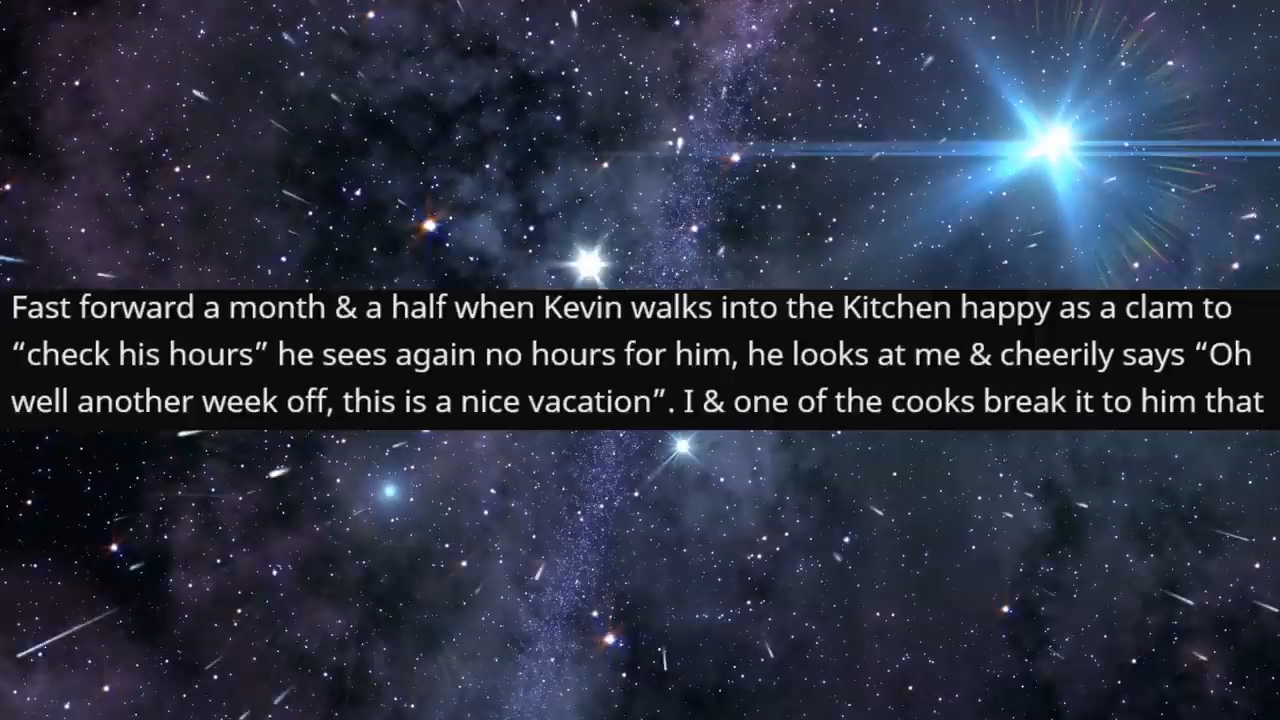 Fast forward a month & a half when Kevin walks into the Kitchen happy as a clam to
“check his hours” he sees again no hours for him, he looks at me & cheerily says “Oh
well another week off, this is a nice vacation”. I & one of the cooks break it to him that